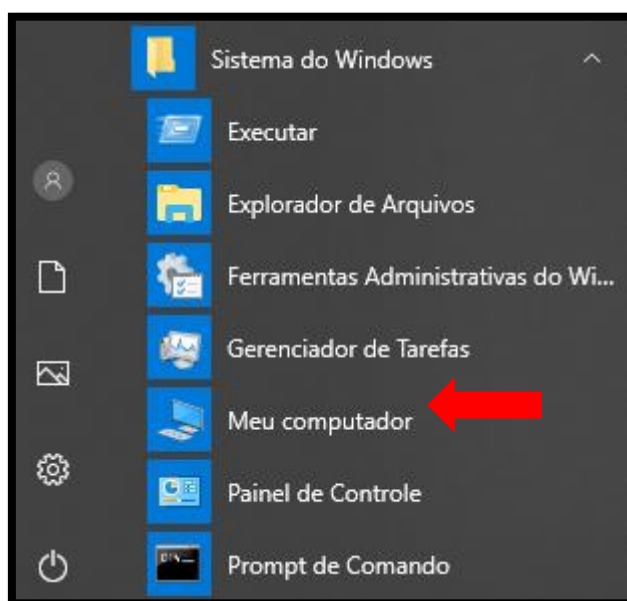 Sistema do Windows
Executar
Explorador de Arquivos
Ferramentas Administrativas do Wi...
Gerenciador de Tarefas
Meu computador
Painel de Controle
Prompt de Comando